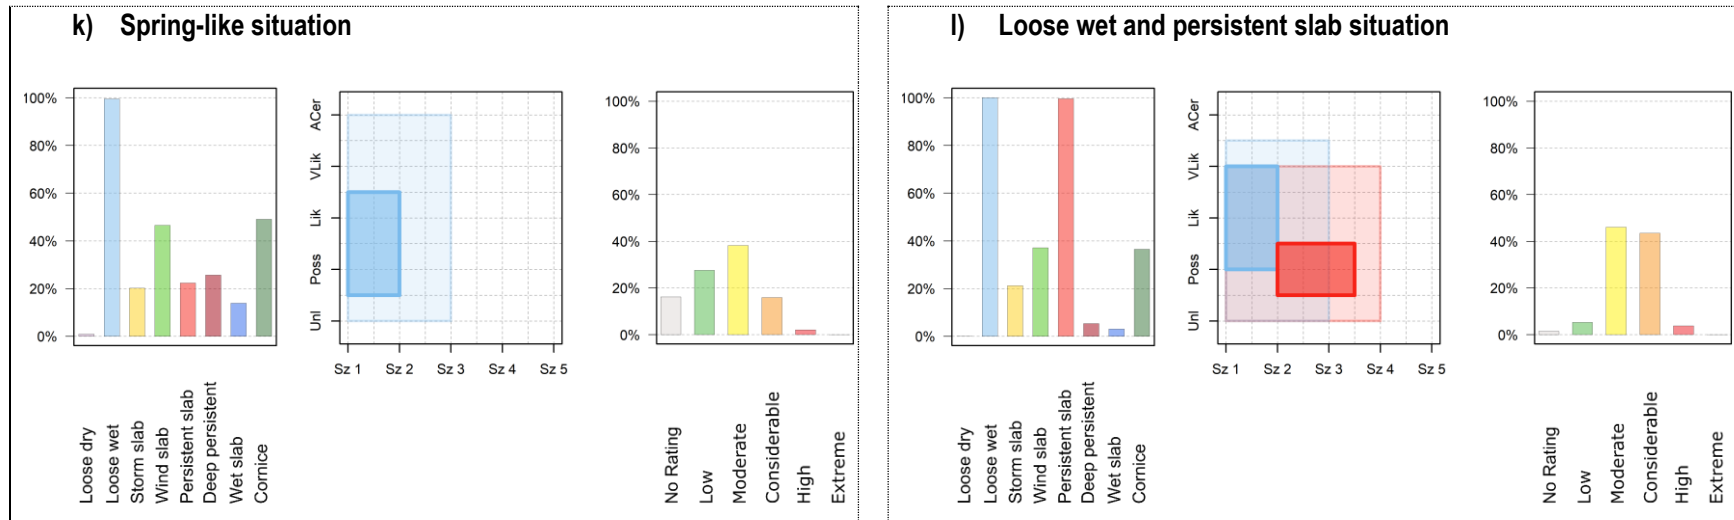 k) Spring-like situation
100%
80%
60%
40%
20%
0%
Loose dry
Loose wet
Storm slab
Wind slab
Persistent slab
Deep persistent
Wet slab
Cornice
ACer
VLik
Lik
Poss
Unl
Sz 1 Sz 2 Sz 3 Sz 4 Sz 5
100%
80%
60%
40%
20%
0%
No Rating
Low
Moderate
Considerable
High
Extreme
l) Loose wet and persistent slab situation
100%
80%
60%
40%
20%
0%
Loose dry
Loose wet
Storm slab
Wind slab
Persistent slab
Deep persistent
Wet slab
Cornice
ACer
VLik
Lik
Poss
Unl
Sz 1 Sz 2 Sz 3 Sz 4 Sz 5
100%
80%
60%
40%
20%
0%
No Rating
Low
Moderate
Considerable
High
Extreme